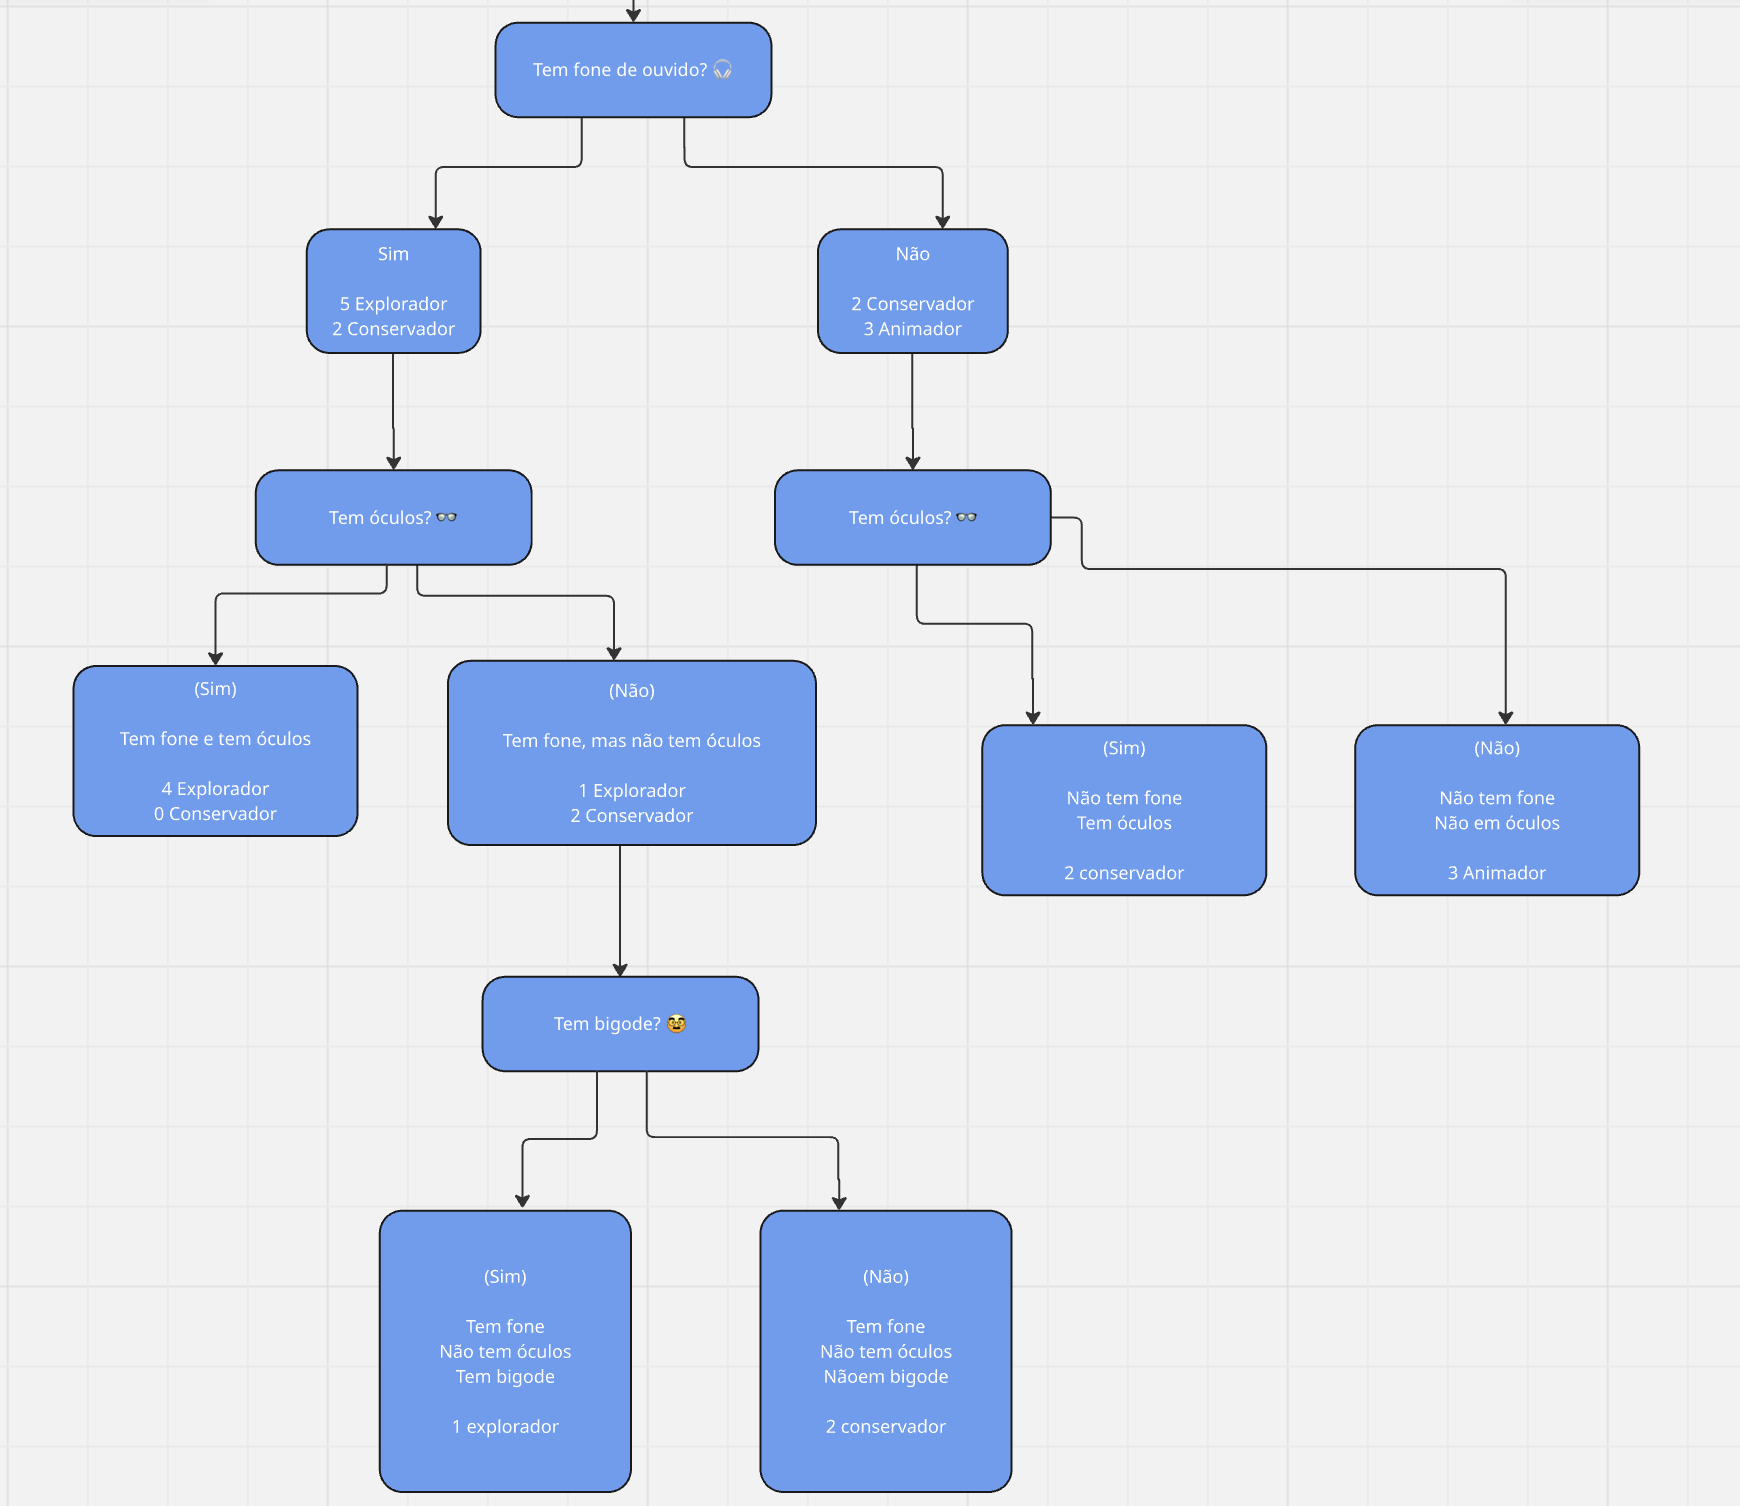 Tem fone de ouvido? 🎧
Sim
5 Explorador
2 Conservador
Não
2 Conservador
3 Animador
Tem óculos? 👓
Tem óculos? 👓
(Sim)
Tem fone e tem óculos
4 Explorador
0 Conservador
(Não)
Tem fone, mas não tem óculos
1 Explorador
2 Conservador
(Sim)
Não tem fone
Tem óculos
2 conservador
(Não)
Não tem fone
Não em óculos
3 Animador
Tem bigode? 🥸
(Sim)
Tem fone
Não tem óculos
Tem bigode
1 explorador
(Não)
Tem fone
Não tem óculos
Nãoem bigode
2 conservador